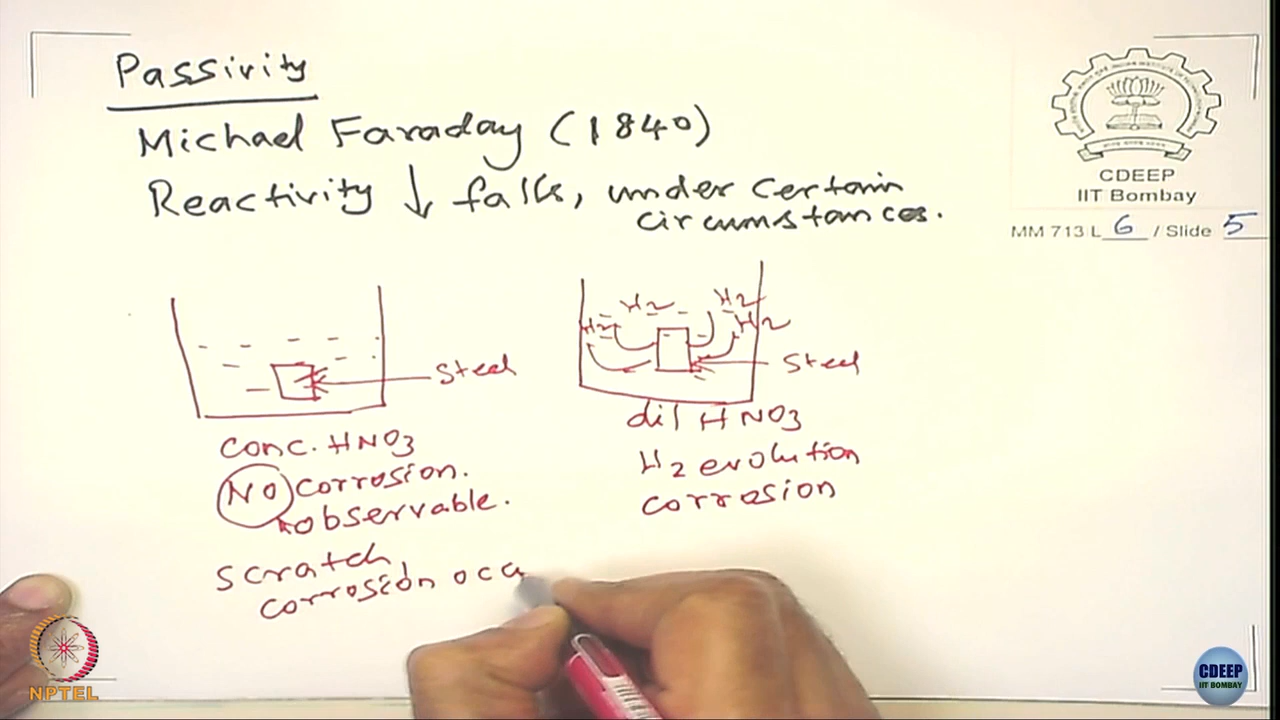 Passivity
Michael Faraday (1840)
Reactivity ↓ falls, under certain
circumstances.
CDEEP
IIT Bombay
MM 713 L 6 / Slide 5
H2 H2
H2 H2
Steel
Steel
conc. HNO3
NO corrosion.
observable.
dil HNO3
H2 evolution
corrosion
scratch
corrosion occ
NPTEL
CDEEP
IIT BOMBAY